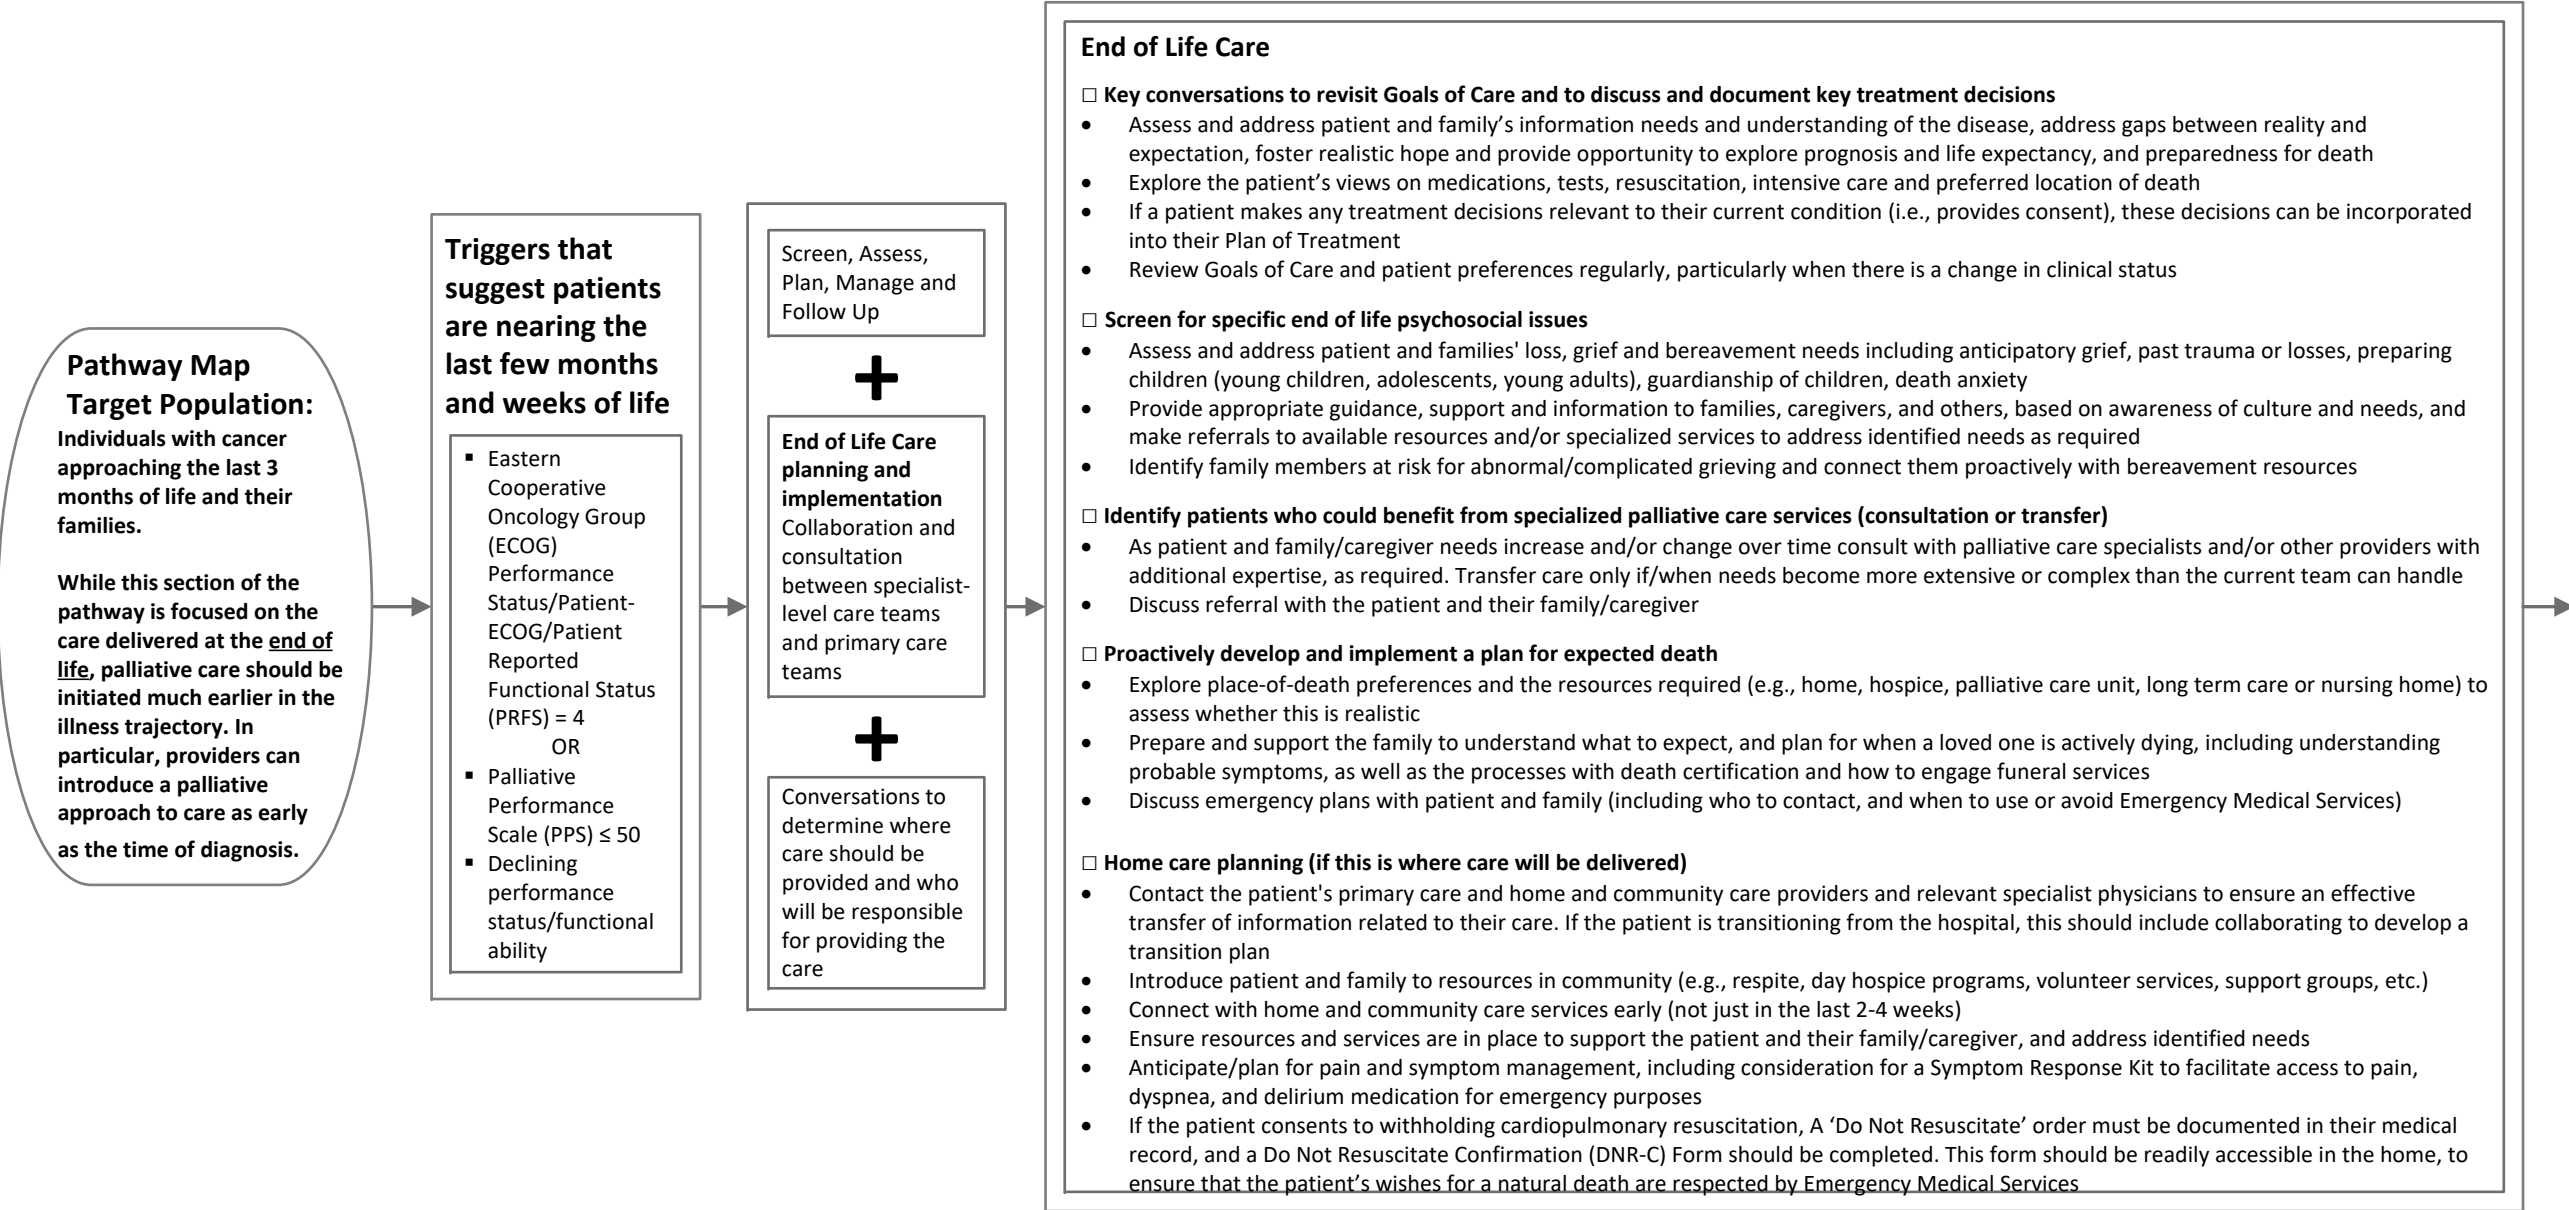 Pathway Map
Target Population:
Individuals with cancer
approaching the last 3
months of life and their
families.
While this section of the
pathway is focused on the
care delivered at the end of
life, palliative care should be
initiated much earlier in the
illness trajectory. In
particular, providers can
introduce a palliative
approach to care as early
as the time of diagnosis.
Triggers that
suggest patients
are nearing the
last few months
and weeks of life
▪ Eastern
Cooperative
Oncology Group
(ECOG)
Performance
Status/Patient-
ECOG/Patient
Reported
Functional Status
(PRFS) = 4
OR
▪ Palliative
Performance
Scale (PPS) ≤ 50
▪ Declining
performance
status/functional
ability
Screen, Assess,
Plan, Manage and
Follow Up
+
End of Life Care
planning and
implementation
Collaboration and
consultation
between specialist-
level care teams
and primary care
teams
+
Conversations to
determine where
care should be
provided and who
will be responsible
for providing the
care
End of Life Care
□ Key conversations to revisit Goals of Care and to discuss and document key treatment decisions
• Assess and address patient and family’s information needs and understanding of the disease, address gaps between reality and
expectation, foster realistic hope and provide opportunity to explore prognosis and life expectancy, and preparedness for death
• Explore the patient’s views on medications, tests, resuscitation, intensive care and preferred location of death
• If a patient makes any treatment decisions relevant to their current condition (i.e., provides consent), these decisions can be incorporated
into their Plan of Treatment
• Review Goals of Care and patient preferences regularly, particularly when there is a change in clinical status
□ Screen for specific end of life psychosocial issues
• Assess and address patient and families' loss, grief and bereavement needs including anticipatory grief, past trauma or losses, preparing
children (young children, adolescents, young adults), guardianship of children, death anxiety
• Provide appropriate guidance, support and information to families, caregivers, and others, based on awareness of culture and needs, and
make referrals to available resources and/or specialized services to address identified needs as required
• Identify family members at risk for abnormal/complicated grieving and connect them proactively with bereavement resources
□ Identify patients who could benefit from specialized palliative care services (consultation or transfer)
• As patient and family/caregiver needs increase and/or change over time consult with palliative care specialists and/or other providers with
additional expertise, as required. Transfer care only if/when needs become more extensive or complex than the current team can handle
• Discuss referral with the patient and their family/caregiver
□ Proactively develop and implement a plan for expected death
• Explore place-of-death preferences and the resources required (e.g., home, hospice, palliative care unit, long term care or nursing home) to
assess whether this is realistic
• Prepare and support the family to understand what to expect, and plan for when a loved one is actively dying, including understanding
probable symptoms, as well as the processes with death certification and how to engage funeral services
• Discuss emergency plans with patient and family (including who to contact, and when to use or avoid Emergency Medical Services)
□ Home care planning (if this is where care will be delivered)
• Contact the patient's primary care and home and community care providers and relevant specialist physicians to ensure an effective
transfer of information related to their care. If the patient is transitioning from the hospital, this should include collaborating to develop a
transition plan
• Introduce patient and family to resources in community (e.g., respite, day hospice programs, volunteer services, support groups, etc.)
• Connect with home and community care services early (not just in the last 2-4 weeks)
• Ensure resources and services are in place to support the patient and their family/caregiver, and address identified needs
• Anticipate/plan for pain and symptom management, including consideration for a Symptom Response Kit to facilitate access to pain,
dyspnea, and delirium medication for emergency purposes
• If the patient consents to withholding cardiopulmonary resuscitation, A ‘Do Not Resuscitate’ order must be documented in their medical
record, and a Do Not Resuscitate Confirmation (DNR-C) Form should be completed. This form should be readily accessible in the home, to
ensure that the patient’s wishes for a natural death are respected by Emergency Medical Services